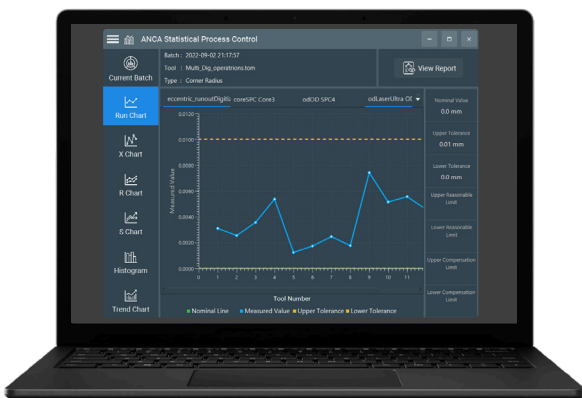 ANCA Statistical Process Control
Current Batch
Batch : 2022-09-02 21:17:57
Tool : Multi_Dig_operatrions.tom
Type : Corner Radius
View Report
Run Chart
X Chart
R Chart
S Chart
Histogram
Trend Chart
eccentric_runoutDigitiz coreSPC Core3 odOD SPC4 odLaserUltra OD
0.0120
0.0100
0.0080
0.0060
0.0040
0.0020
0.0000
Measured Value
0 1 2 3 4 5 6 7 8 9 10 11
Tool Number
Nominal Line Measured Value Upper Tolerance Lower Tolerance
Nominal Value
0.0 mm
Upper Tolerance
0.01 mm
Lower Tolerance
0.0 mm
Upper Reasonable
Limit
Lower Reasonable
Limit
Upper Compensation
Limit
Lower Compensation
Limit